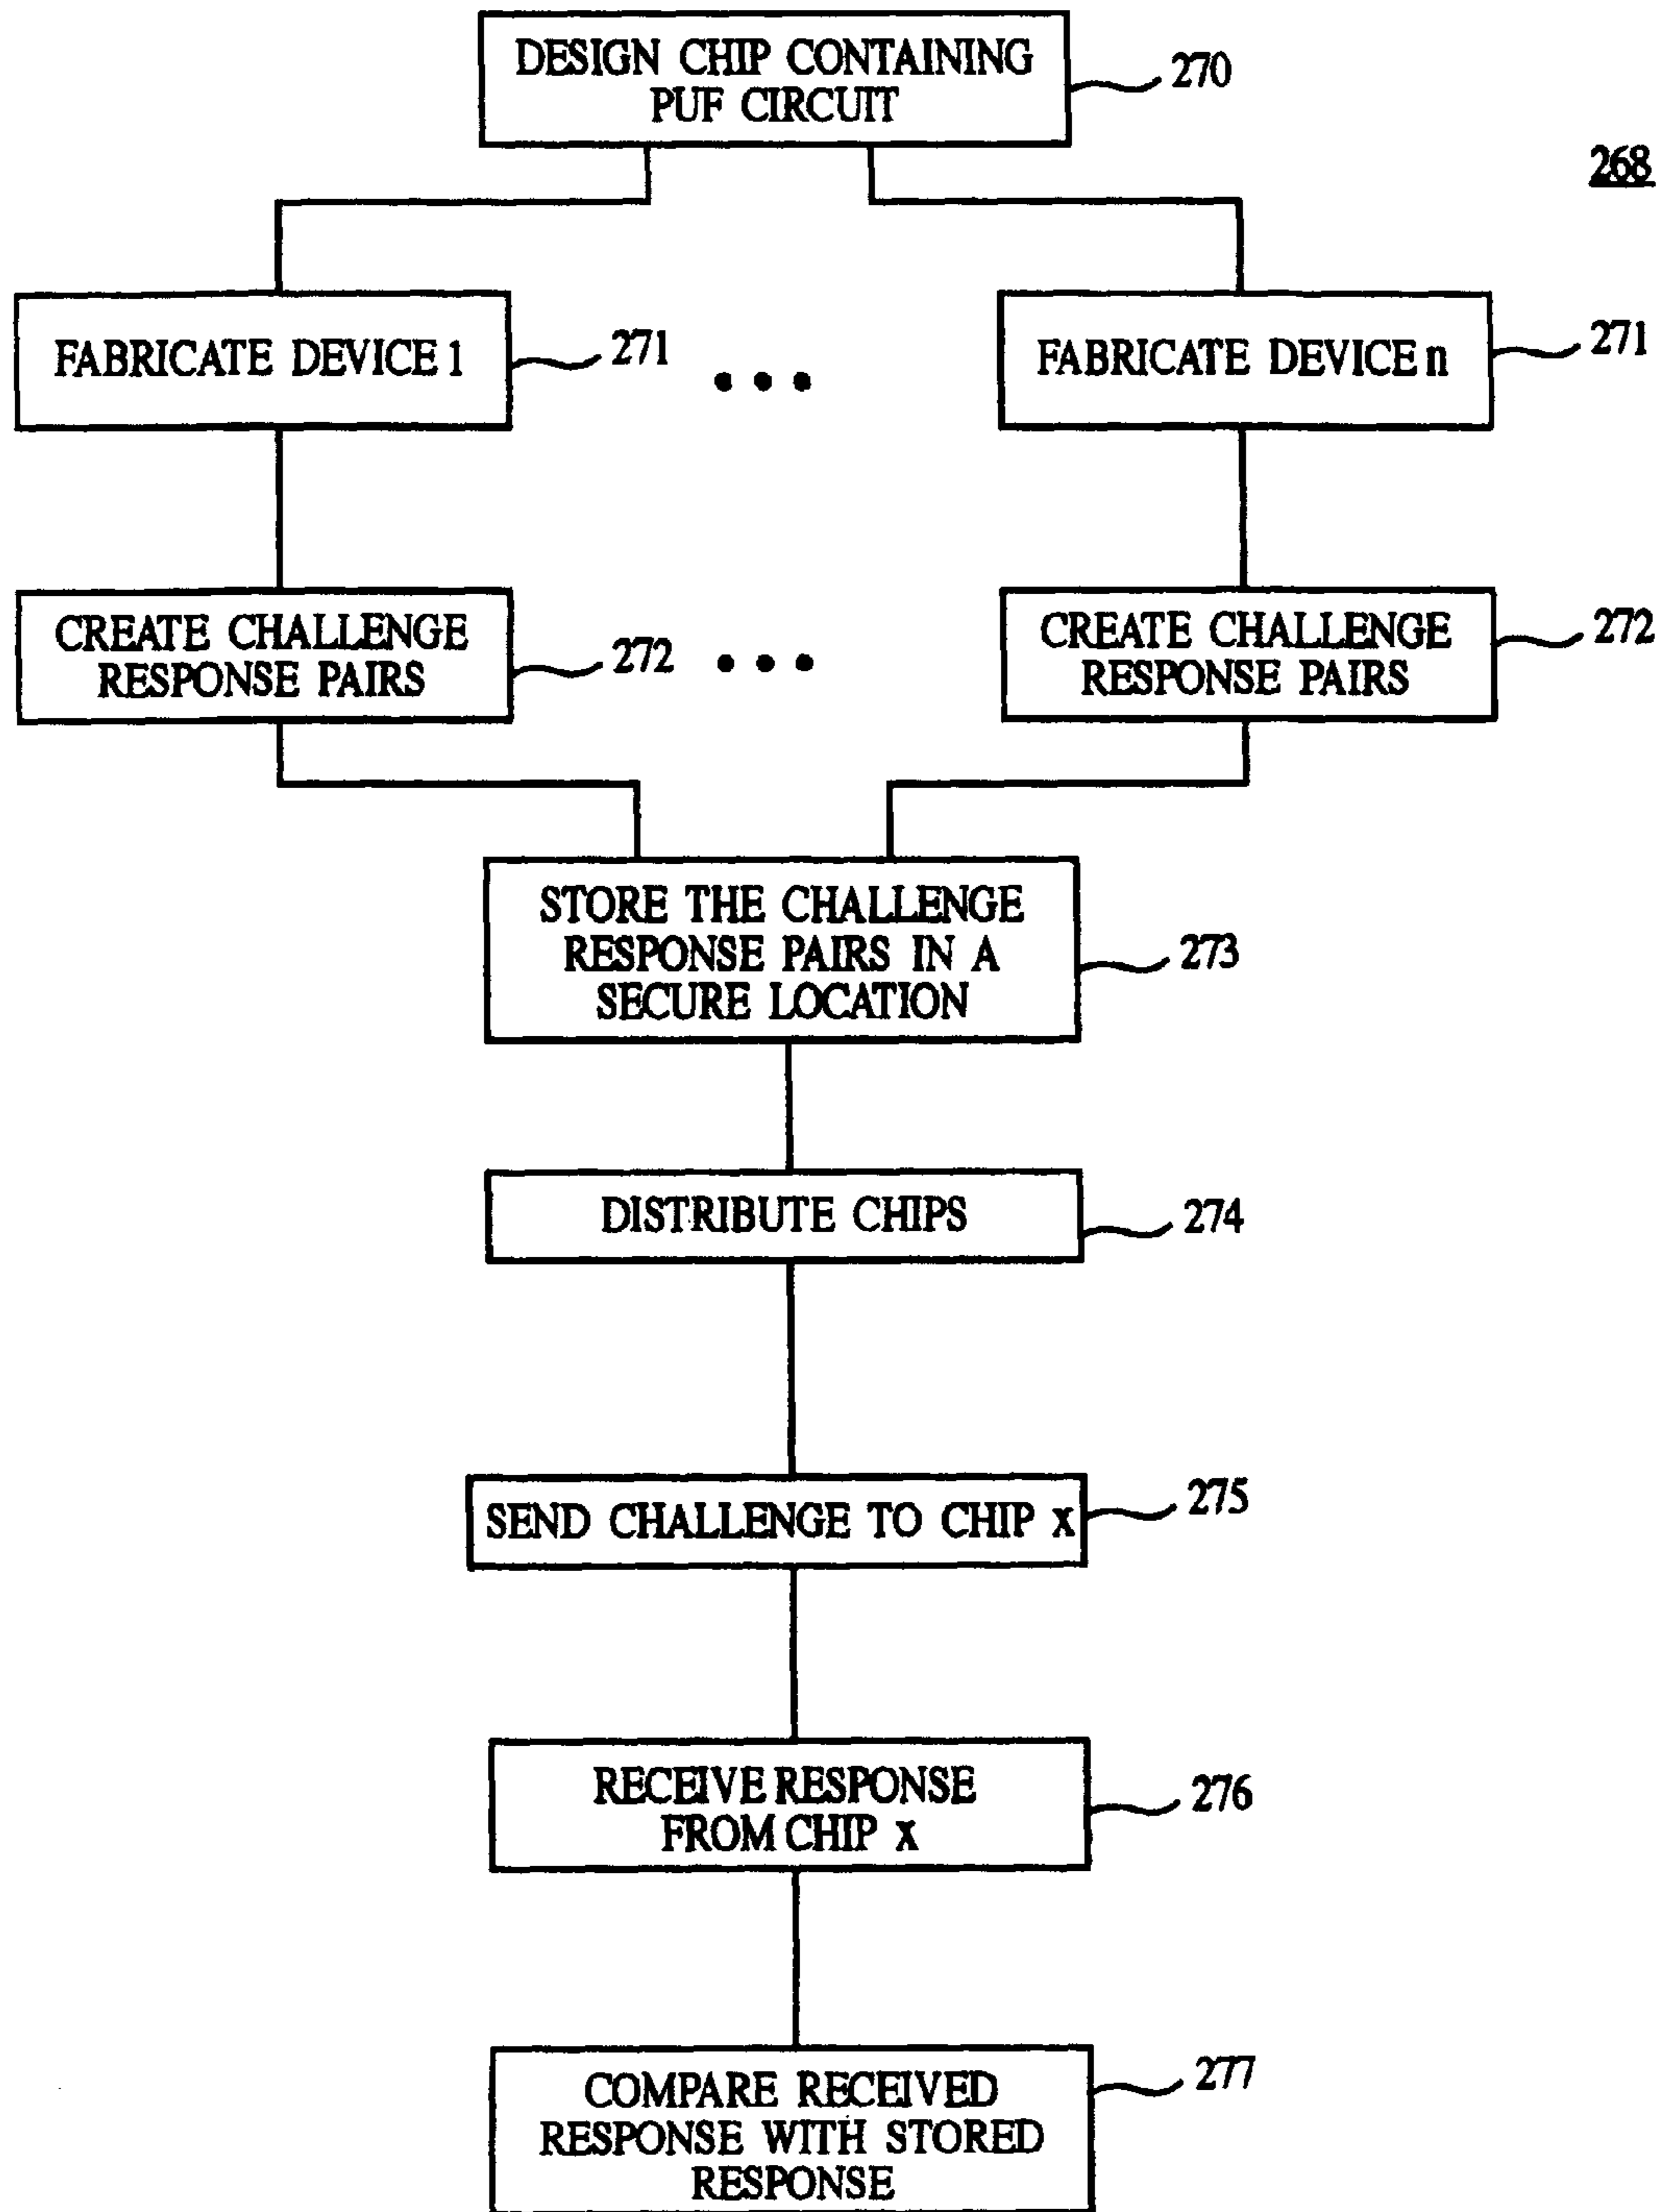 DESIGN CHIP CONTAINING
PUF CIRCUIT
270
268
FABRICATE DEVICE 1
271
• • •
FABRICATE DEVICE n
271
CREATE CHALLENGE
RESPONSE PAIRS
272
• • •
CREATE CHALLENGE
RESPONSE PAIRS
272
STORE THE CHALLENGE
RESPONSE PAIRS IN A
SECURE LOCATION
273
DISTRIBUTE CHIPS
274
SEND CHALLENGE TO CHIP X
275
RECEIVE RESPONSE
FROM CHIP X
276
COMPARE RECEIVED
RESPONSE WITH STORED
RESPONSE
277